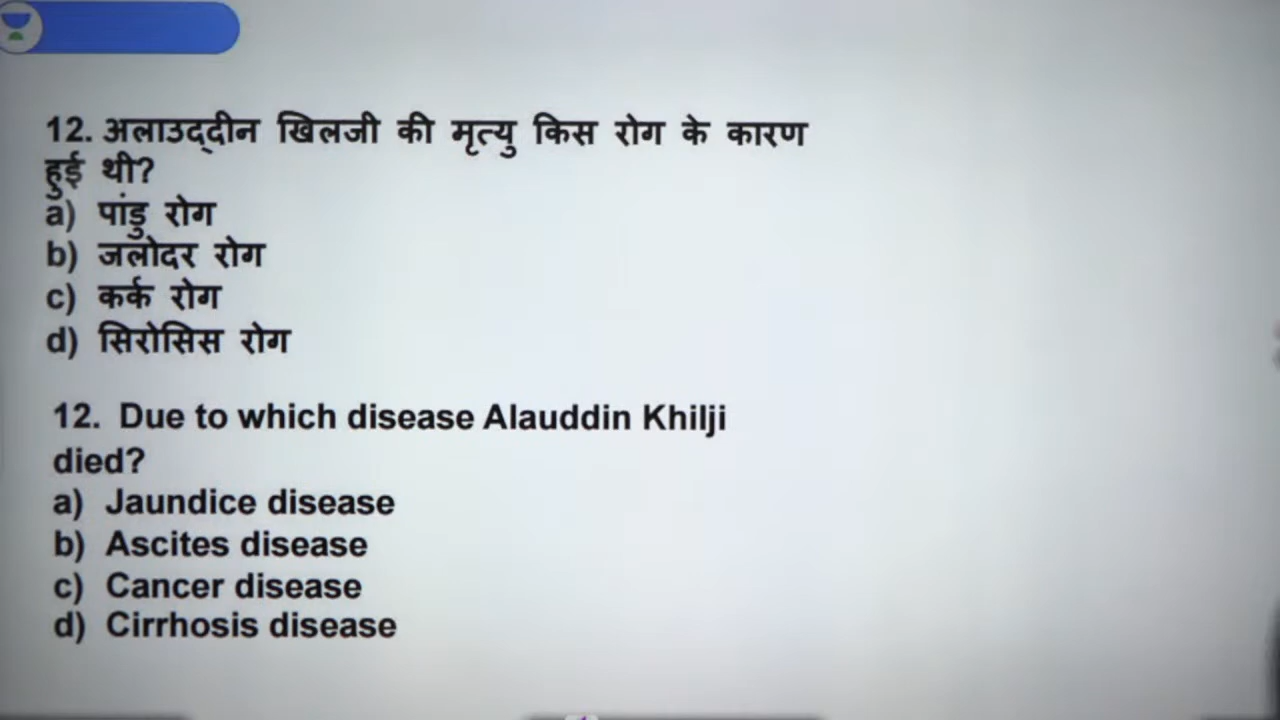 12. अलाउद्दीन खिलजी की मृत्यु किस रोग के कारण
हुई थी?
a) पांडु रोग
b) जलोदर रोग
c) कर्क रोग
d) सिरोसिस रोग
12. Due to which disease Alauddin Khilji
died?
a) Jaundice disease
b) Ascites disease
c) Cancer disease
d) Cirrhosis disease